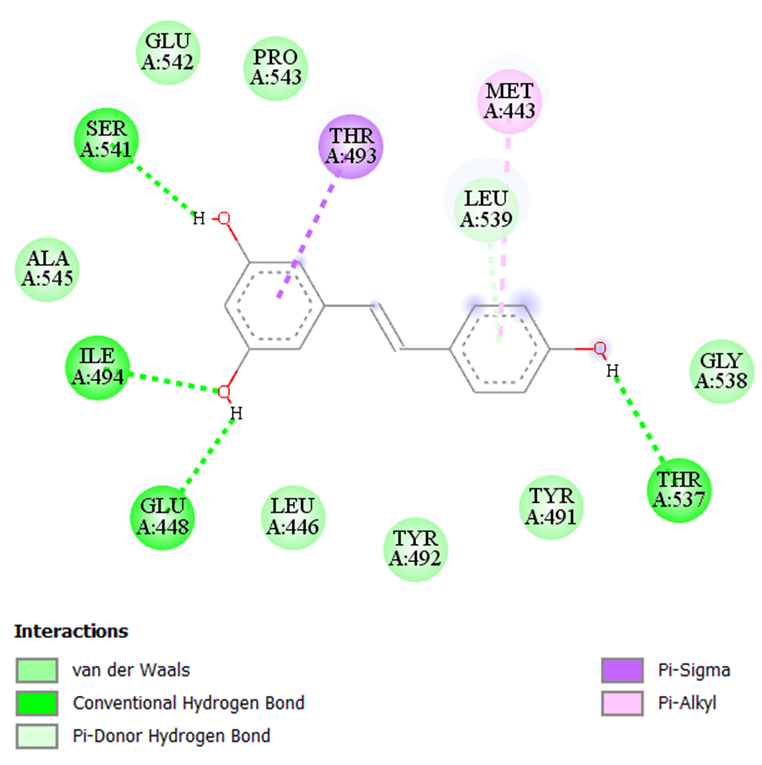 GLU
A:542
PRO
A:543
MET
A:443
SER
A:541
THR
A:493
LEU
A:539
H
O
ALA
A:545
ILE
A:494
O
H
O
H
GLY
A:538
GLU
A:448
LEU
A:446
TYR
A:492
TYR
A:491
THR
A:537
Interactions
van der Waals
Conventional Hydrogen Bond
Pi-Donor Hydrogen Bond
Pi-Sigma
Pi-Alkyl